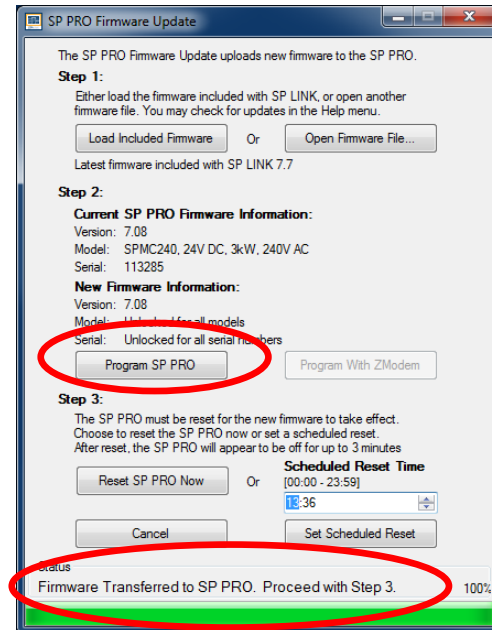 SP PRO Firmware Update
The SP PRO Firmware Update uploads new firmware to the SP PRO.
Step 1:
Either load the firmware included with SP LINK, or open another
firmware file. You may check for updates in the Help menu.
Load Included Firmware Or Open Firmware File...
Latest firmware included with SP LINK 7.7
Step 2:
Current SP PRO Firmware Information:
Version: 7.08
Model: SPMC240, 24V DC, 3kW, 240V AC
Serial: 113285
New Firmware Information:
Version: 7.08
Model: Unlocked for all models
Serial: Unlocked for all serial numbers
Program SP PRO Program With ZModem
Step 3:
The SP PRO must be reset for the new firmware to take effect.
Choose to reset the SP PRO now or set a scheduled reset.
After reset, the SP PRO will appear to be off for up to 3 minutes
Scheduled Reset Time
Reset SP PRO Now Or [00:00 - 23:59]
13:36
Cancel Set Scheduled Reset
Status
Firmware Transferred to SP PRO. Proceed with Step 3. 100%